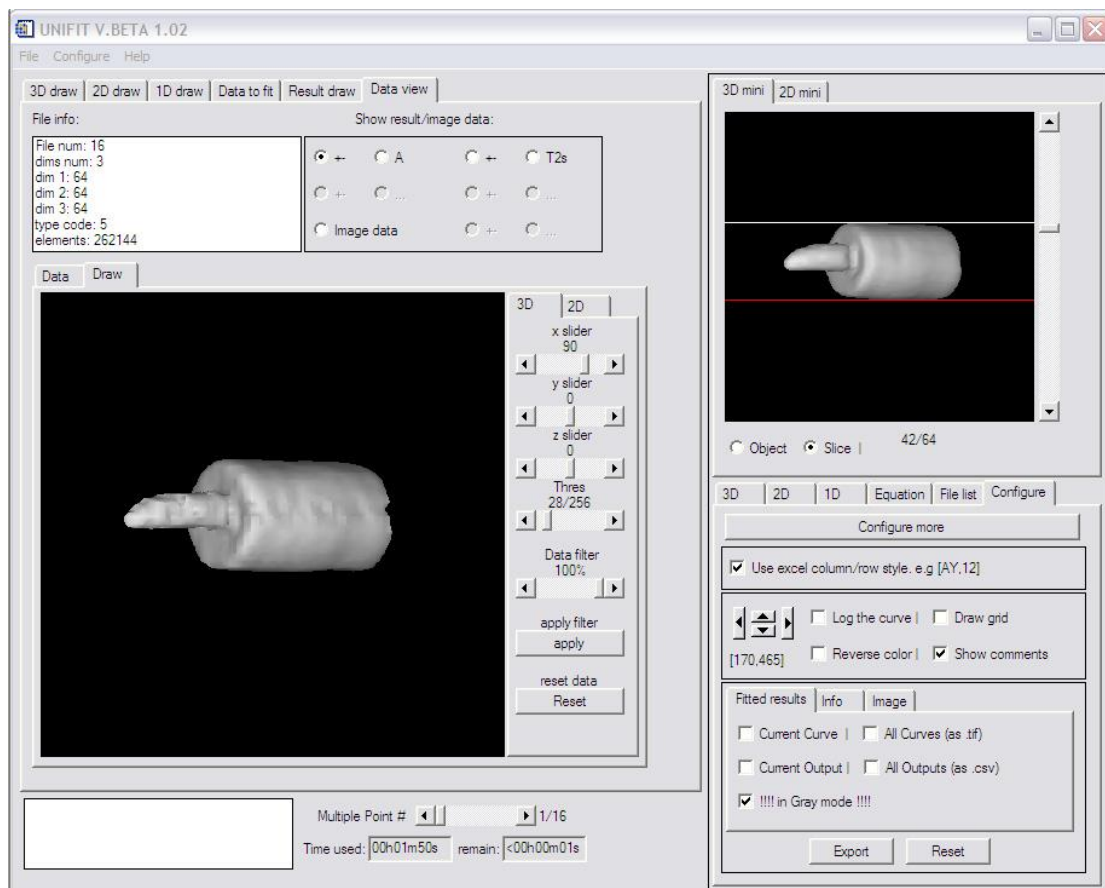 UNIFIT V.BETA 1.02
File Configure Help
3D draw 2D draw 1D draw Data to fit Result draw Data view
File info:
Show result/image data:
File num: 16
dims num: 3
dim 1: 64
dim 2: 64
dim 3: 64
type code: 5
elements: 262144
+- A +- T2s
+- ... +- ...
Image data +- ...
Data Draw
3D 2D
x slider
90
y slider
0
z slider
0
Thres
28/256
Data filter
100%
apply filter
apply
reset data
Reset
Multiple Point # 1/16
Time used: 00h01m50s remain: <00h00m01s
3D mini 2D mini
Object Slice | 42/64
3D 2D 1D Equation File list Configure
Configure more
Use excel column/row style. e.g [AY,12]
Log the curve | Draw grid
[170,465] Reverse color | Show comments
Fitted results Info Image
Current Curve | All Curves (as .tif)
Current Output | All Outputs (as .csv)
!!!! in Gray mode !!!!
Export Reset